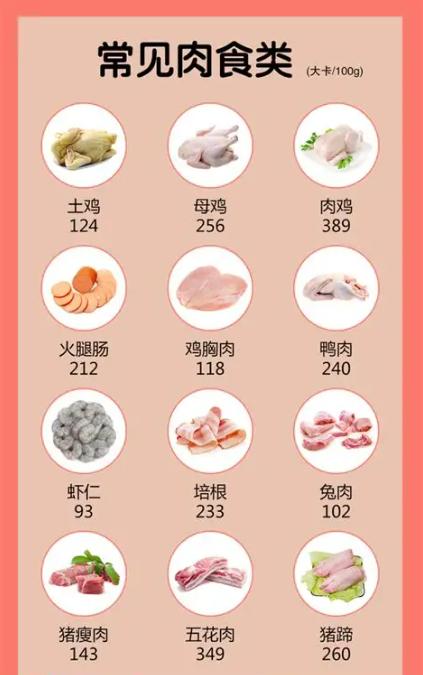 常见肉食类 (大卡/100g)
土鸡 母鸡 肉鸡
124 256 389
火腿肠 鸡胸肉 鸭肉
212 118 240
虾仁 培根 兔肉
93 233 102
猪瘦肉 五花肉 猪蹄
143 349 260